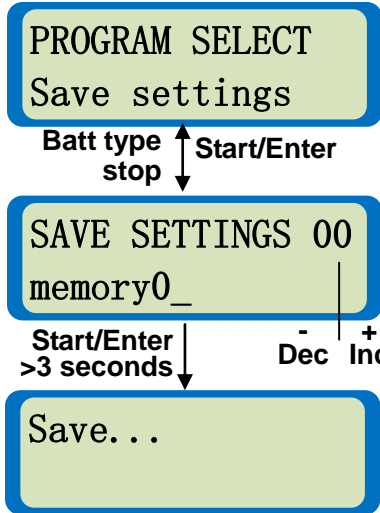 PROGRAM SELECT
Save settings
Batt type
stop
Start/Enter
SAVE SETTINGS 00
memory0_
Start/Enter
>3 seconds
- +
Dec Inc
Save...